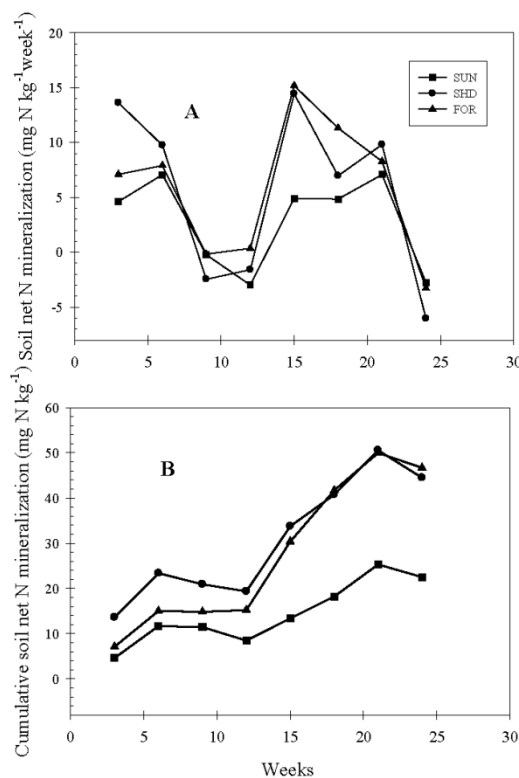 Soil net N mineralization (mg N kg⁻¹week⁻¹)
20
15
10
5
0
-5
A
SUN
SHD
FOR
0 5 10 15 20 25 30
Cumulative soil net N mineralization (mg N kg⁻¹)
60
50
40
30
20
10
0
B
0 5 10 15 20 25 30
Weeks